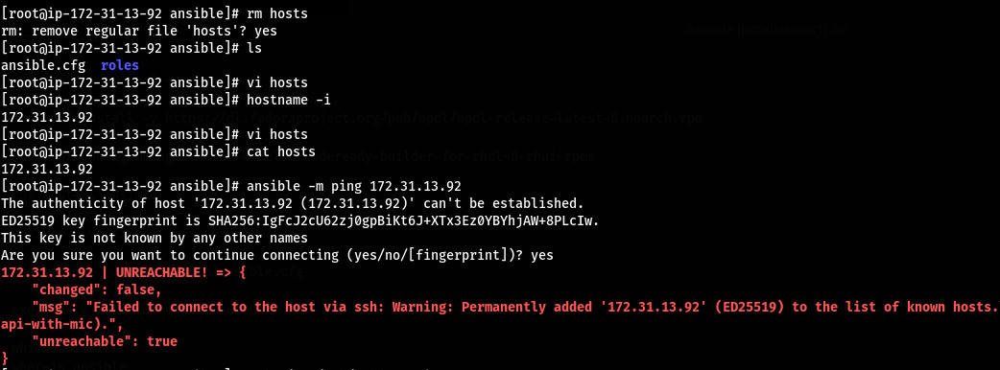 [root@ip-172-31-13-92 ansible]# rm hosts
rm: remove regular file 'hosts'? yes
[root@ip-172-31-13-92 ansible]# ls
ansible.cfg  roles
[root@ip-172-31-13-92 ansible]# vi hosts
[root@ip-172-31-13-92 ansible]# hostname -i
172.31.13.92
[root@ip-172-31-13-92 ansible]# vi hosts
[root@ip-172-31-13-92 ansible]# cat hosts
172.31.13.92
[root@ip-172-31-13-92 ansible]# ansible -m ping 172.31.13.92
The authenticity of host '172.31.13.92 (172.31.13.92)' can't be established.
ED25519 key fingerprint is SHA256:IgFcJ2cU62zj0gpBiKt6J+XTx3Ez0YBYhjAW+8PLcIw.
This key is not known by any other names
Are you sure you want to continue connecting (yes/no/[fingerprint])? yes
172.31.13.92 | UNREACHABLE! => {
    "changed": false,
    "msg": "Failed to connect to the host via ssh: Warning: Permanently added '172.31.13.92' (ED25519) to the list of known hosts.
api-with-mic).",
    "unreachable": true
}